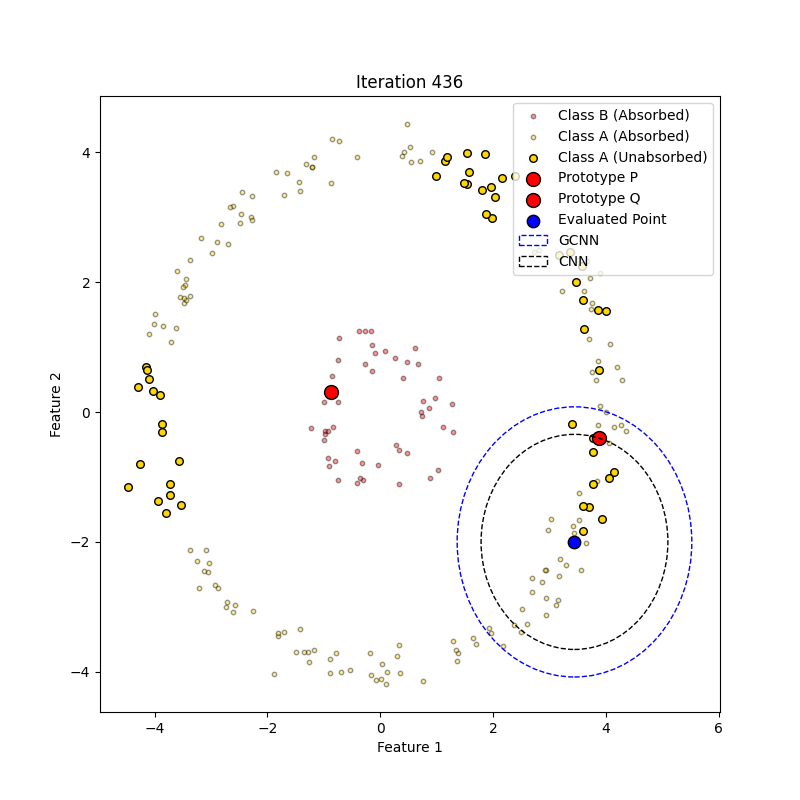 Iteration 436
Class B (Absorbed)
Class A (Absorbed)
Class A (Unabsorbed)
Prototype P
Prototype Q
Evaluated Point
GCNN
CNN
4
2
0
−2
−4
Feature 2
−4
−2
0
2
4
6
Feature 1